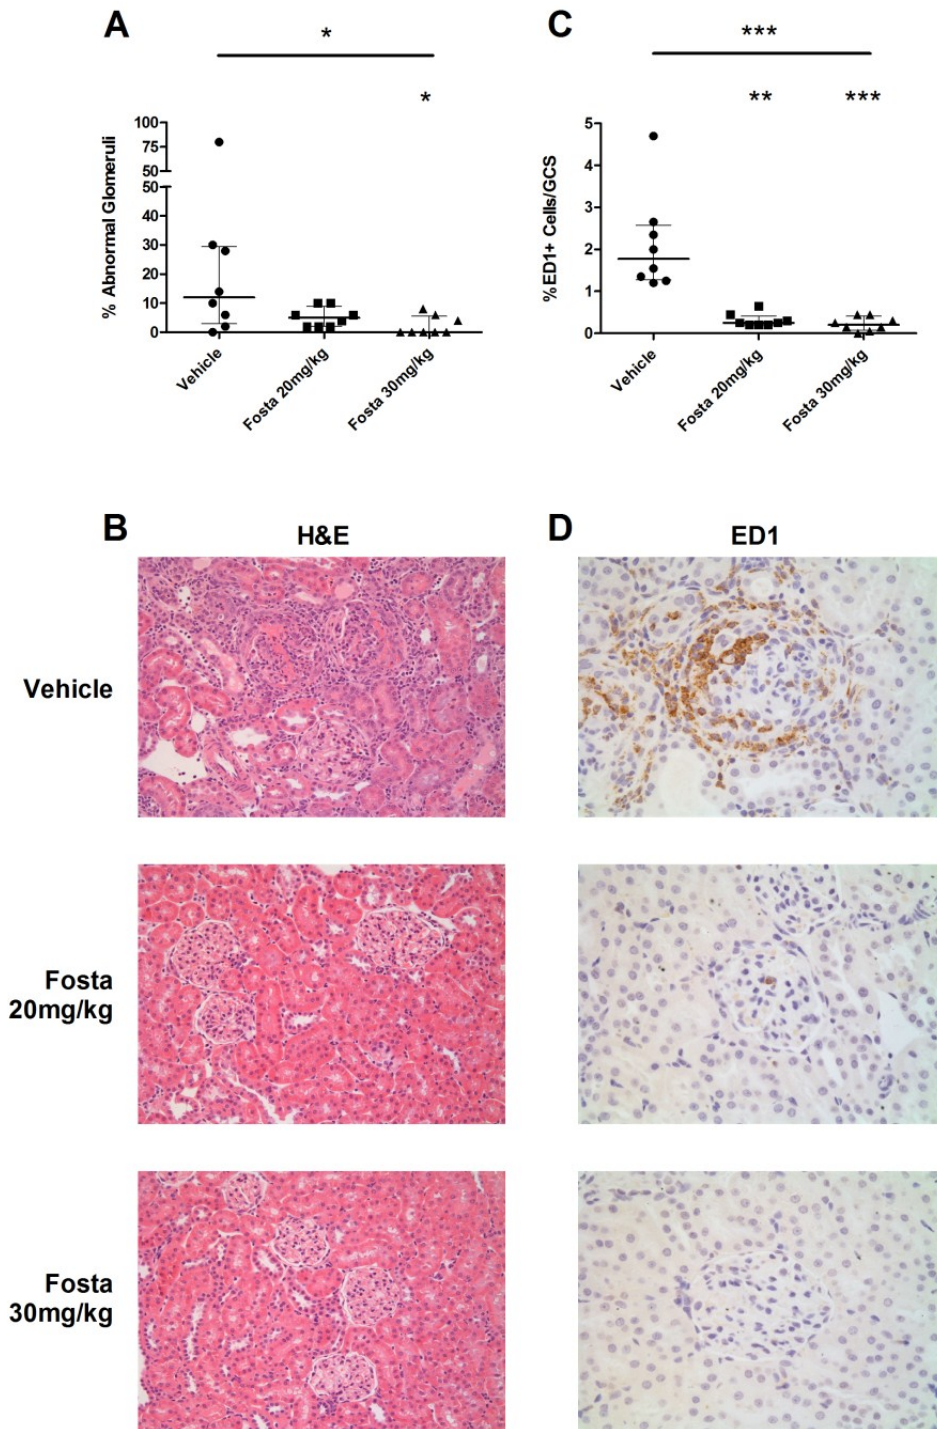 A
*
*
% Abnormal Glomeruli
100
75
50
50
40
30
20
10
0
Vehicle
Fosta 20mg/kg
Fosta 30mg/kg
C
***
**
***
%ED1+ Cells/GCS
5
4
3
2
1
0
Vehicle
Fosta 20mg/kg
Fosta 30mg/kg
B
H&E
D
ED1
Vehicle
Fosta
20mg/kg
Fosta
30mg/kg